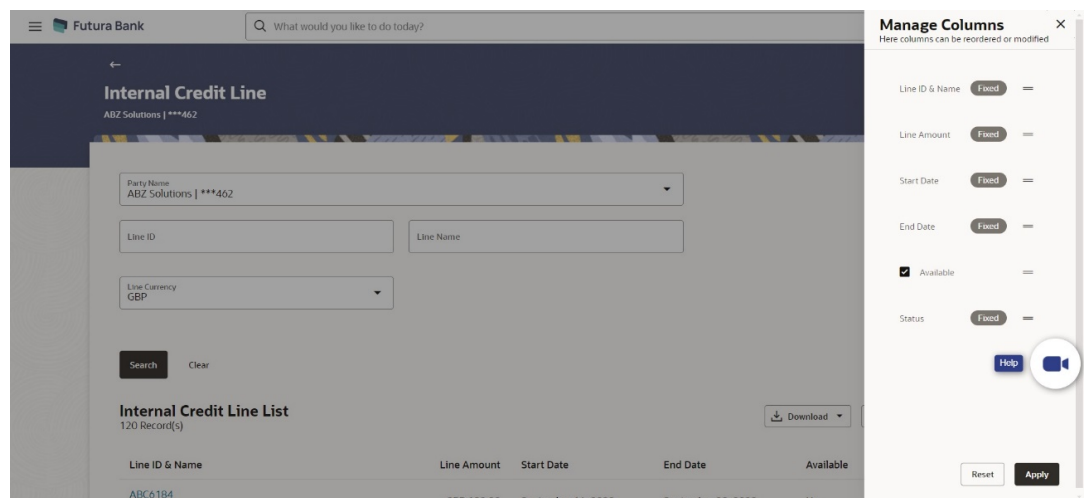 Futura Bank
What would you like to do today?
Internal Credit Line
ABZ Solutions | ***462
Party Name
ABZ Solutions | ***462
Line ID
Line Name
Line Currency
GBP
Search
Clear
Internal Credit Line List
120 Record(s)
Download
Line ID & Name
Line Amount
Start Date
End Date
Available
ABC6184
Manage Columns
Here columns can be reordered or modified
Line ID & Name Fixed
Line Amount Fixed
Start Date Fixed
End Date Fixed
Available
Status Fixed
Help
Reset
Apply